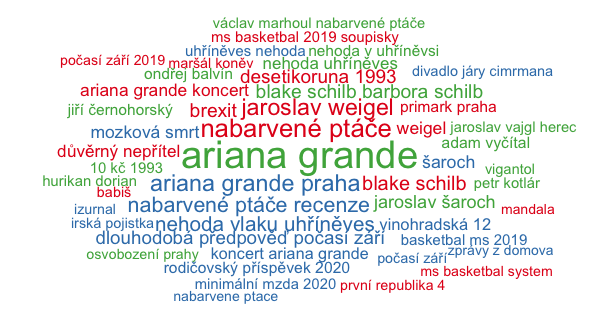 václav marhoul nabarvené ptáče
ms basketbal 2019 soupisky
uhříněves nehoda nehoda v uhříněvsi
počasí září 2019 maršál koněv nehoda uhříněves
ondřej balvín desetikoruna 1993 divadlo járy cimrmana
ariana grande koncert blake schilb barbora schilb
jiří černohorský brexit jaroslav weigel primark praha
mozková smrt nabarvené ptáče weigel jaroslav vajgl herec
adam vyčítal
důvěrný nepřítel ariana grande šaroch
10 kč 1993 vigantol
hurikan dorian ariana grande praha blake schilb petr kotlár
babiš
izurnal nabarvené ptáče recenze jaroslav šaroch mandala
irská pojistka nehoda vlaku uhříněves vinohradská 12
dlouhodobá předpověď počasí září basketbal ms 2019
osvobození prahy koncert ariana grande počasí září zprávy z domova
rodičovský příspěvek 2020 ms basketbal system
minimální mzda 2020 první republika 4
nabarvene ptace